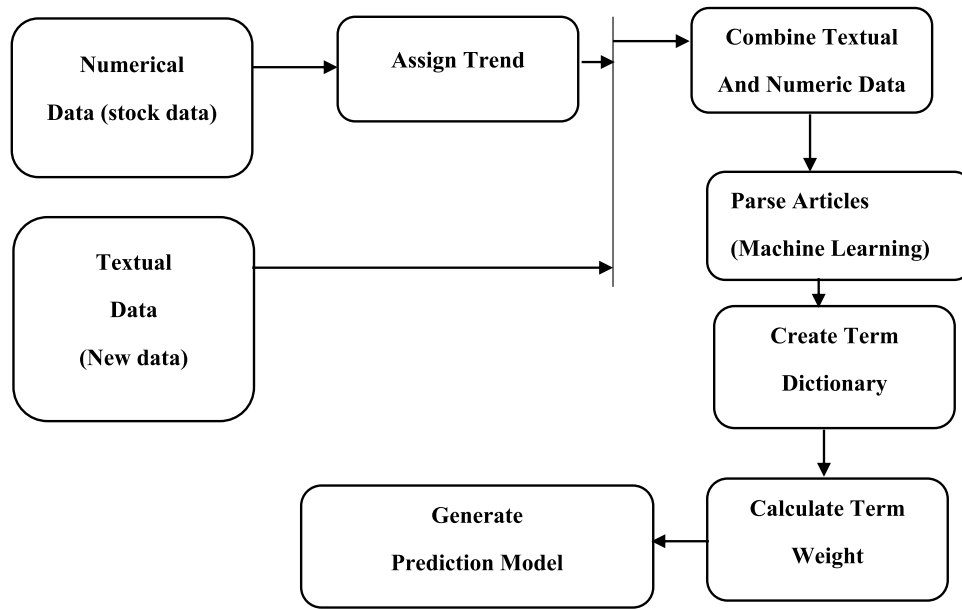 Numerical
Data (stock data)
Assign Trend
Combine Textual
And Numeric Data
Parse Articles
(Machine Learning)
Textual
Data
(New data)
Create Term
Dictionary
Calculate Term
Weight
Generate
Prediction Model